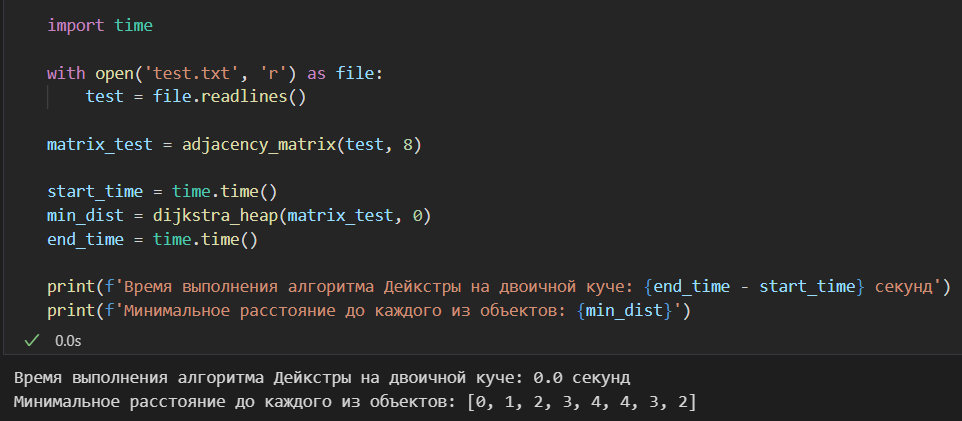 import time
with open('test.txt', 'r') as file:
    test = file.readlines()
matrix_test = adjacency_matrix(test, 8)
start_time = time.time()
min_dist = dijkstra_heap(matrix_test, 0)
end_time = time.time()
print(f'Время выполнения алгоритма Дейкстры на двоичной куче: {end_time - start_time} секунд')
print(f'Минимальное расстояние до каждого из объектов: {min_dist}')
✓ 0.0s
Время выполнения алгоритма Дейкстры на двоичной куче: 0.0 секунд
Минимальное расстояние до каждого из объектов: [0, 1, 2, 3, 4, 4, 3, 2]